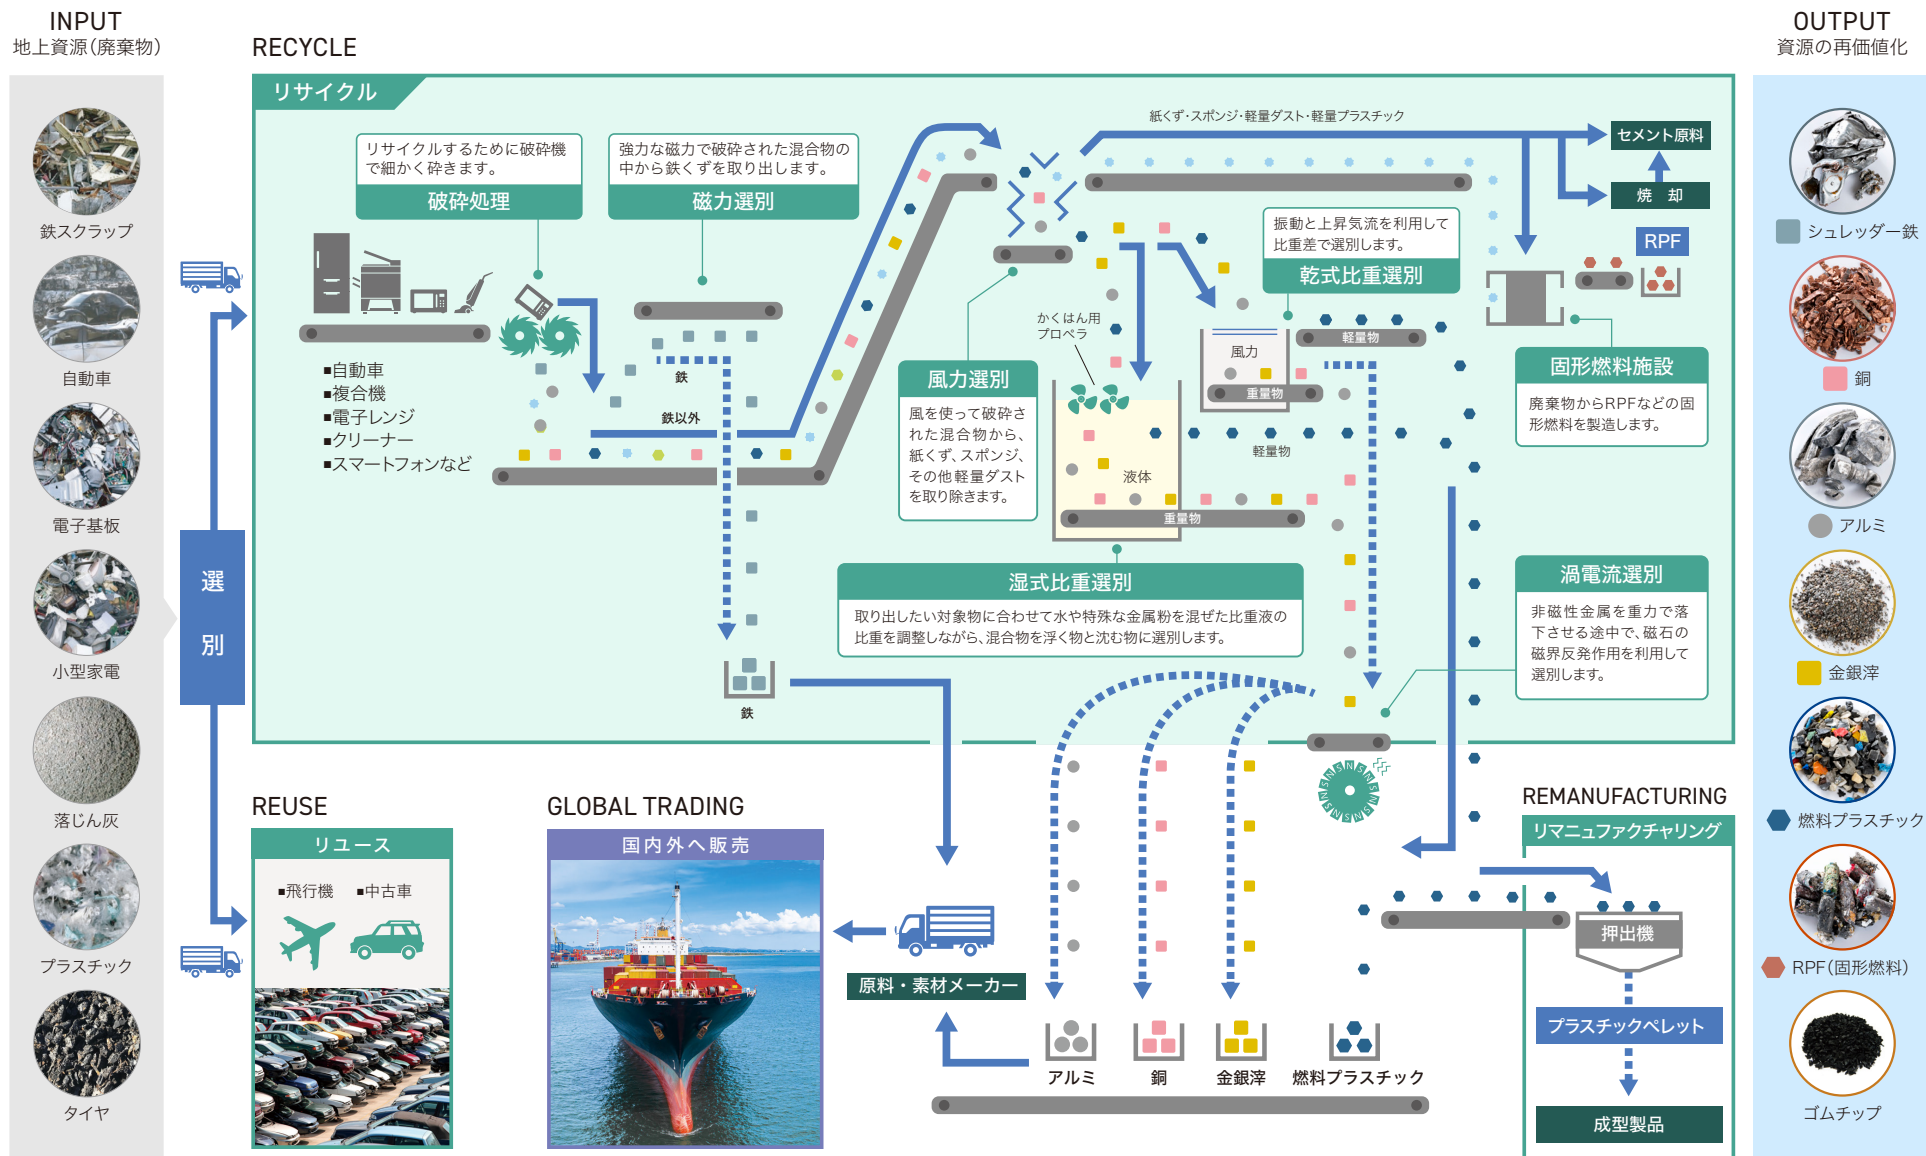 INPUT
地上資源(廃棄物)
鉄スクラップ
自動車
電子基板
小型家電
落じん灰
プラスチック
タイヤ
選
別
RECYCLE
リサイクル
リサイクルするために破砕機
で細かく砕きます。
破砕処理
強力な磁力で破砕された混合物の
中から鉄くずを取り出します。
磁力選別
■自動車
■複合機
■電子レンジ
■クリーナー
■スマートフォンなど
鉄
鉄以外
鉄
紙くず・スポンジ・軽量ダスト・軽量プラスチック
セメント原料
焼 却
RPF
振動と上昇気流を利用して
比重差で選別します。
乾式比重選別
かくはん用
プロペラ
風力選別
風を使って破砕さ
れた混合物から、
紙くず、スポンジ、
その他軽量ダスト
を取り除きます。
風力
重量物
軽量物
軽量物
液体
重量物
固形燃料施設
廃棄物からRPFなどの固
形燃料を製造します。
湿式比重選別
取り出したい対象物に合わせて水や特殊な金属粉を混ぜた比重液の
比重を調整しながら、混合物を浮く物と沈む物に選別します。
渦電流選別
非磁性金属を重力で落
下させる途中で、磁石の
磁界反発作用を利用して
選別します。
N S N S N S N S N S N S
REUSE
リユース
■飛行機 ■中古車
GLOBAL TRADING
国内外へ販売
原料・素材メーカー
アルミ
銅
金銀滓
燃料プラスチック
REMANUFACTURING
リマニュファクチャリング
押出機
プラスチックペレット
成型製品
OUTPUT
資源の再価値化
シュレッダー鉄
銅
アルミ
金銀滓
燃料プラスチック
RPF(固形燃料)
ゴムチップ